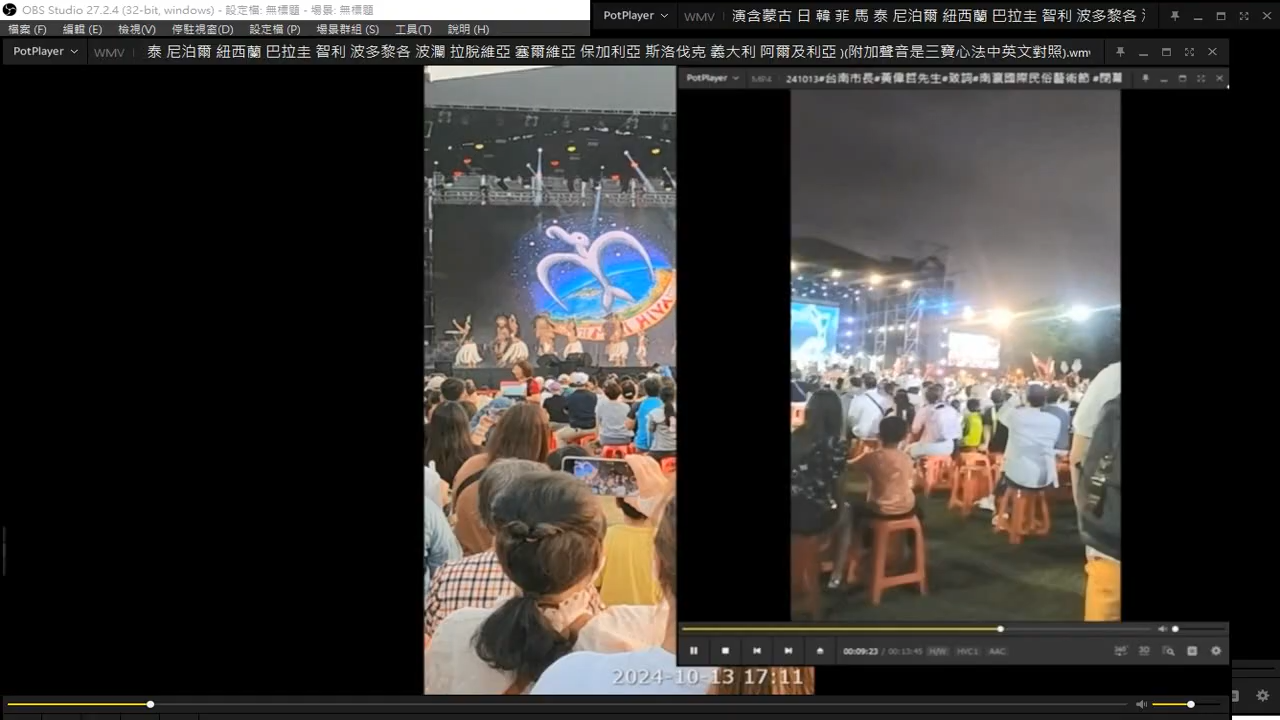 OBS Studio 27.2.4 (32-bit, windows) - 設定檔: 無標題 - 場景: 無標題
PotPlayer WMV 演含蒙古 日 韓 菲 馬 泰 尼泊爾 紐西蘭 巴拉圭 智利 波多黎各
檔案 (F) 編輯 (E) 檢視(V) 停駐視窗(D) 設定檔 (P) 場景群組 (S) 工具(T) 說明 (H)
PotPlayer WMV 泰 尼泊爾 紐西蘭 巴拉圭 智利 波多黎各 波瀾 拉脫維亞 塞爾維亞 保加利亞 斯洛伐克 義大利 阿爾及利亞 )(附加聲音是三寶心法中英文對照).wmv
PotPlayer MP4 241013#台南市長#黃偉哲先生#致詞#南瀛國際民俗藝術節 #閉幕
00:09:23 / 00:13:45 H/W HVC1 AAC
2024-10-13 17:11